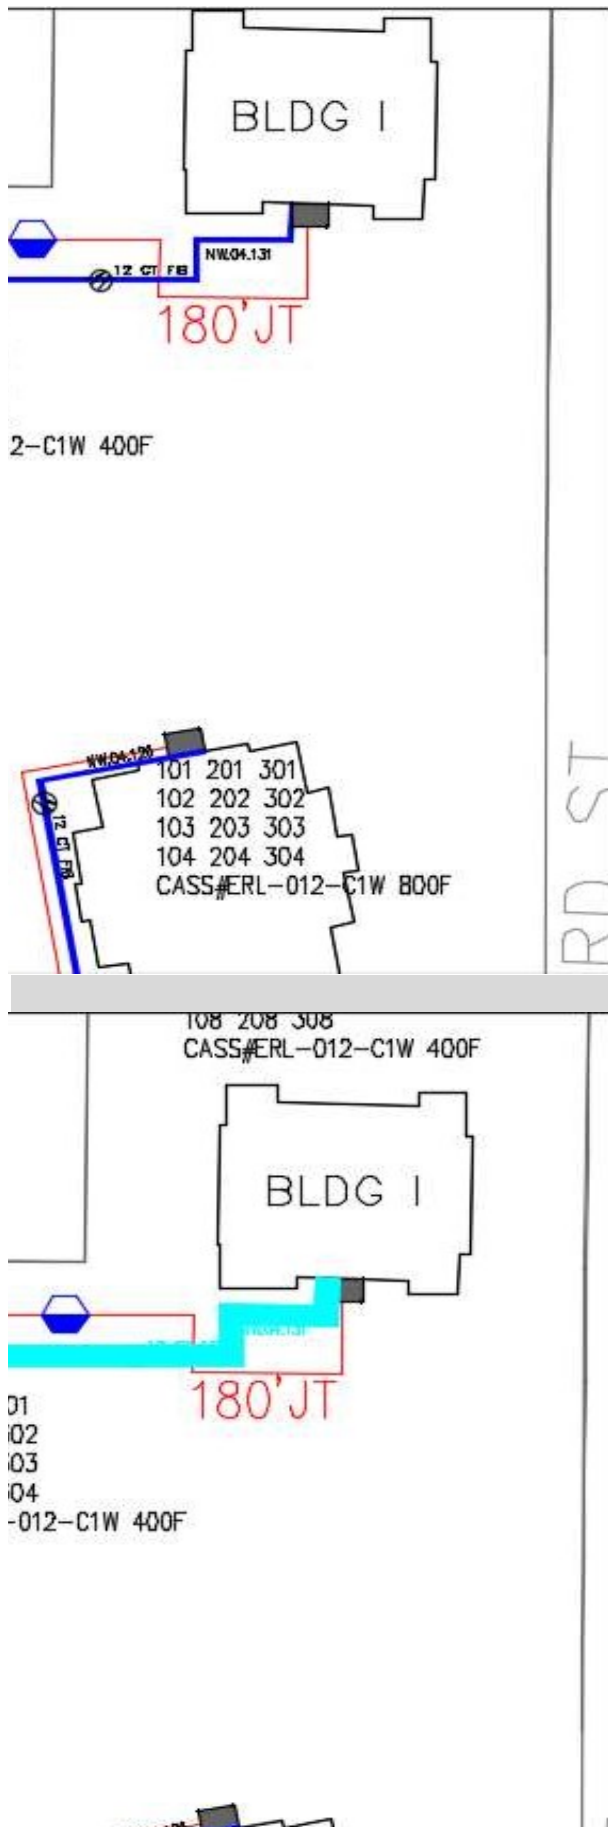 BLDG I
NW.04.131
12 CT FIB
180'JT
2-C1W 400F
NW.04.126
101 201 301
102 202 302
103 203 303
104 204 304
CASS#ERL-012-C1W 800F
12 CT FIB
RD ST
108 208 308
CASS#ERL-012-C1W 400F
BLDG I
180'JT
01
02
03
04
-012-C1W 400F